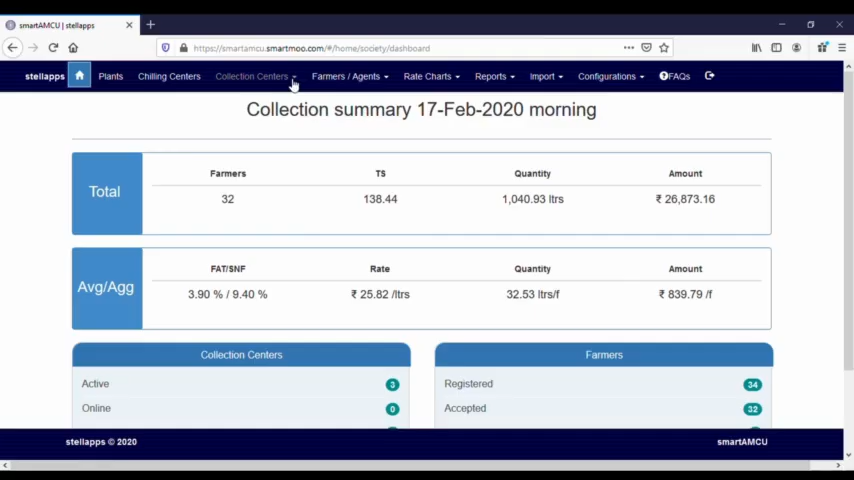 smartAMCU | stellapps
https://smartamcu.smartmoo.com/#/home/society/dashboard
stellapps Plants Chilling Centers Collection Centers Farmers / Agents Rate Charts Reports Import Configurations FAQs
Collection summary 17-Feb-2020 morning
Farmers TS Quantity Amount
Total
32 138.44 1,040.93 ltrs ₹ 26,873.16
FAT/SNF Rate Quantity Amount
Avg/Agg
3.90 % / 9.40 % ₹ 25.82 /ltrs 32.53 ltrs/f ₹ 839.79 /f
Collection Centers Farmers
Active 3 Registered 34
Online 0 Accepted 32
stellapps © 2020 smartAMCU